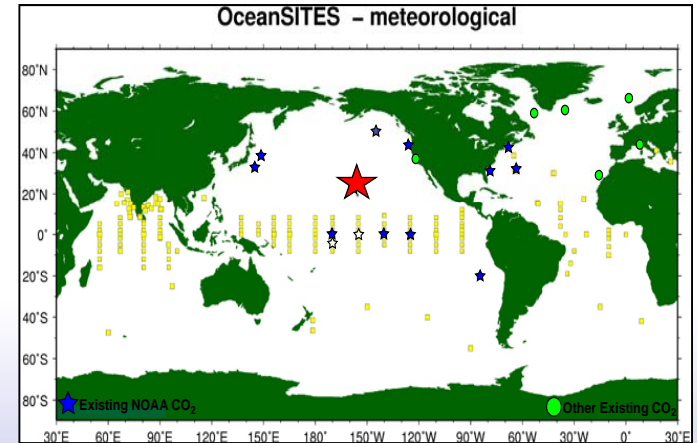 OceanSITES – meteorological
80˚N
60˚N
40˚N
20˚N
0˚
20˚S
40˚S
60˚S
80˚S
Existing NOAA CO₂
Other Existing CO₂
30˚E 60˚E 90˚E 120˚E 150˚E 180˚ 150˚W 120˚W 90˚W 60˚W 30˚W 0˚ 30˚E